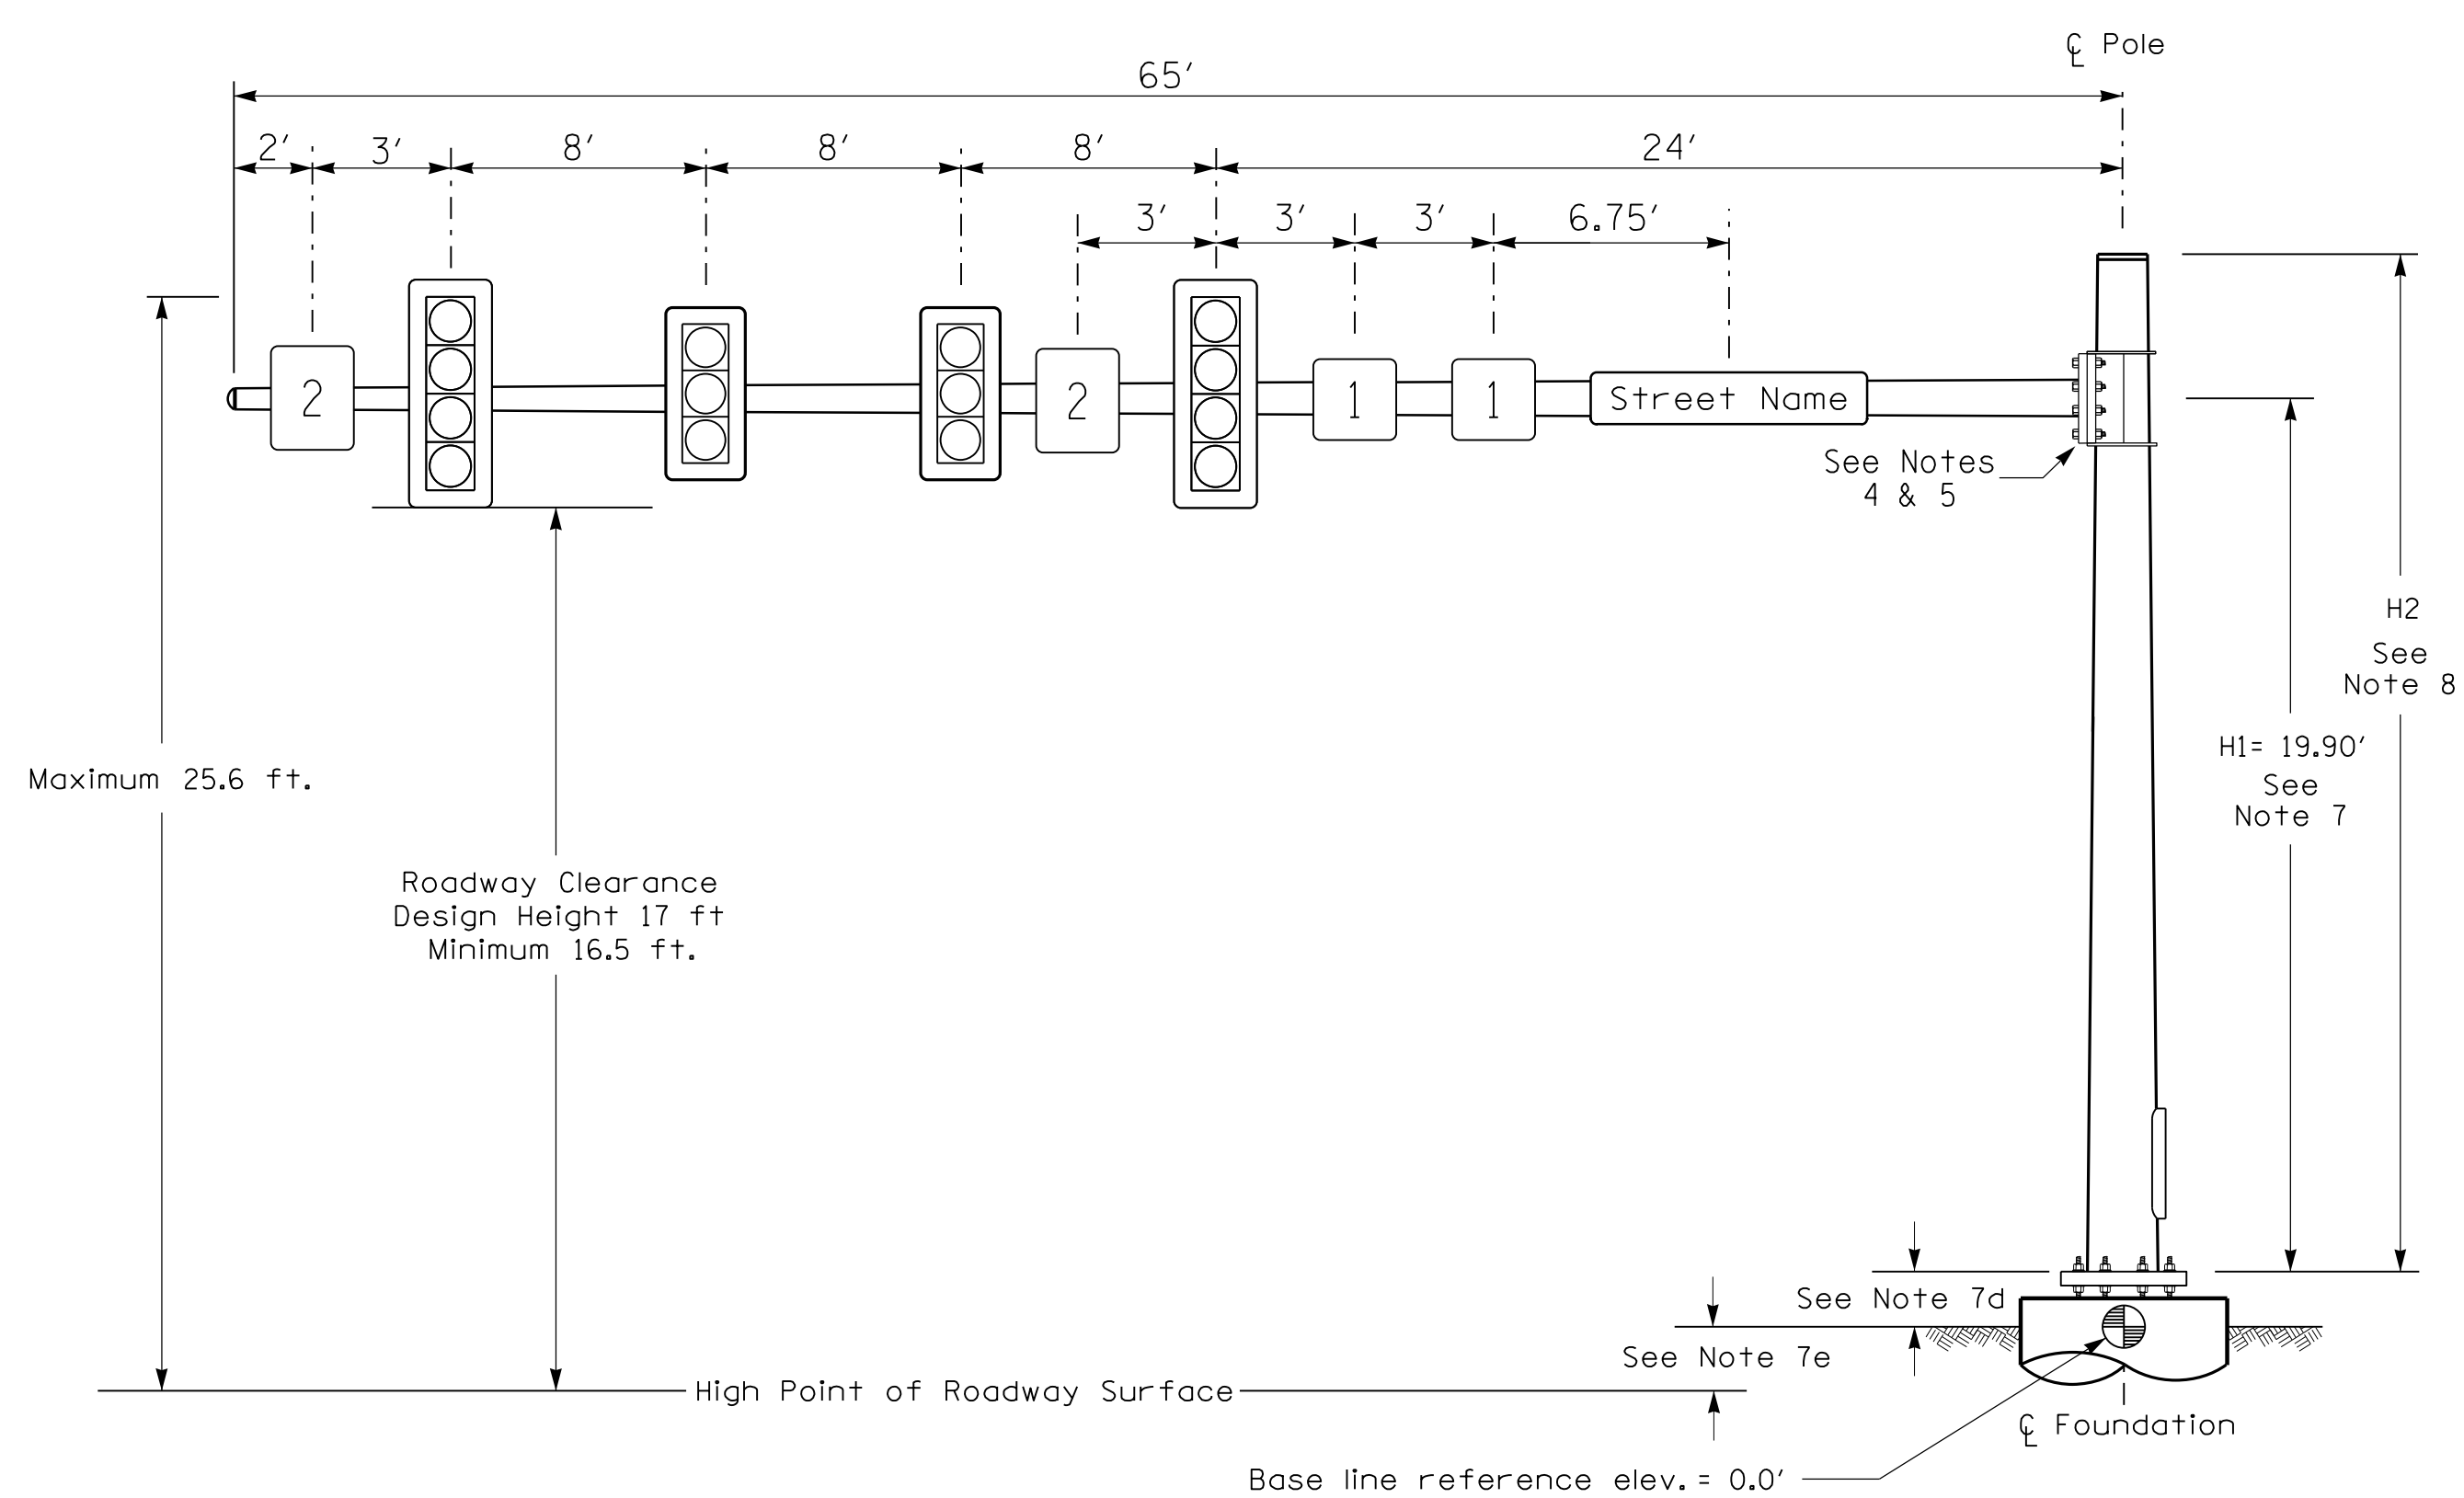 ℄ Pole
65'
2' 3' 8' 8' 8' 24'
3' 3' 3' 6.75'
2
2
1
1
Street Name
See Notes
4 & 5
H2
See
Note 8
H1= 19.90'
See
Note 7
Maximum 25.6 ft.
Roadway Clearance
Design Height 17 ft
Minimum 16.5 ft.
See Note 7d
See Note 7e
High Point of Roadway Surface
℄ Foundation
Base line reference elev. = 0.0'